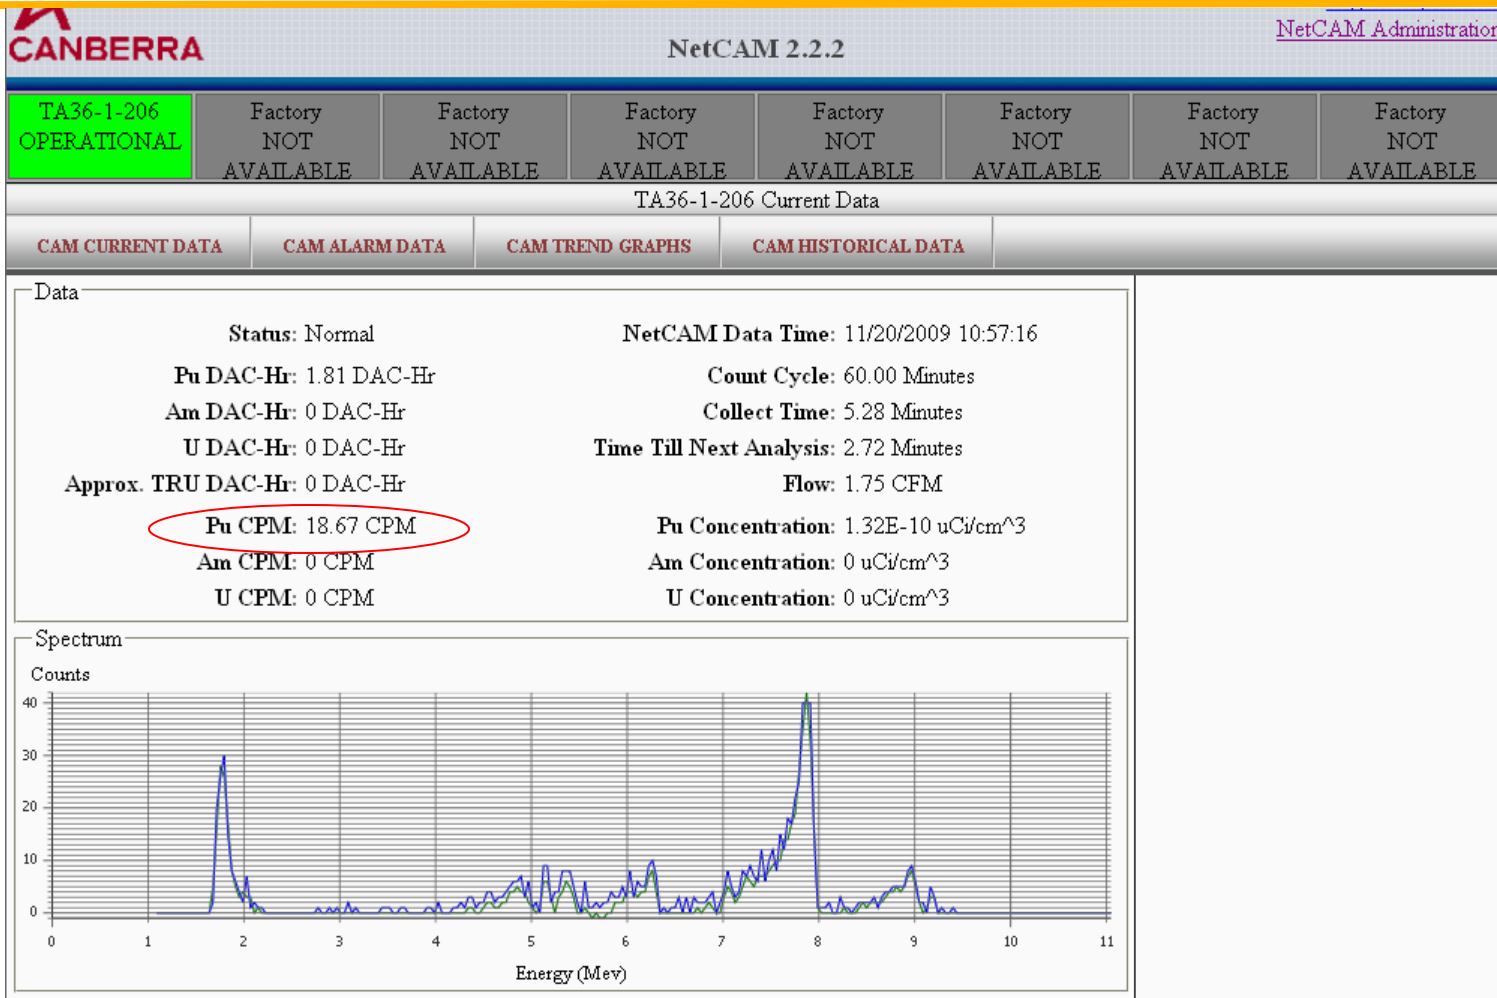 CANBERRA
NetCAM 2.2.2
NetCAM Administration
TA36-1-206
OPERATIONAL
Factory
NOT
AVAILABLE
Factory
NOT
AVAILABLE
Factory
NOT
AVAILABLE
Factory
NOT
AVAILABLE
Factory
NOT
AVAILABLE
Factory
NOT
AVAILABLE
Factory
NOT
AVAILABLE
TA36-1-206 Current Data
CAM CURRENT DATA CAM ALARM DATA CAM TREND GRAPHS CAM HISTORICAL DATA
Data
Status: Normal NetCAM Data Time: 11/20/2009 10:57:16
Pu DAC-Hr: 1.81 DAC-Hr Count Cycle: 60.00 Minutes
Am DAC-Hr: 0 DAC-Hr Collect Time: 5.28 Minutes
U DAC-Hr: 0 DAC-Hr Time Till Next Analysis: 2.72 Minutes
Approx. TRU DAC-Hr: 0 DAC-Hr Flow: 1.75 CFM
Pu CPM: 18.67 CPM Pu Concentration: 1.32E-10 uCi/cm^3
Am CPM: 0 CPM Am Concentration: 0 uCi/cm^3
U CPM: 0 CPM U Concentration: 0 uCi/cm^3
Spectrum
Counts
40
30
20
10
0
0 1 2 3 4 5 6 7 8 9 10 11
Energy (Mev)